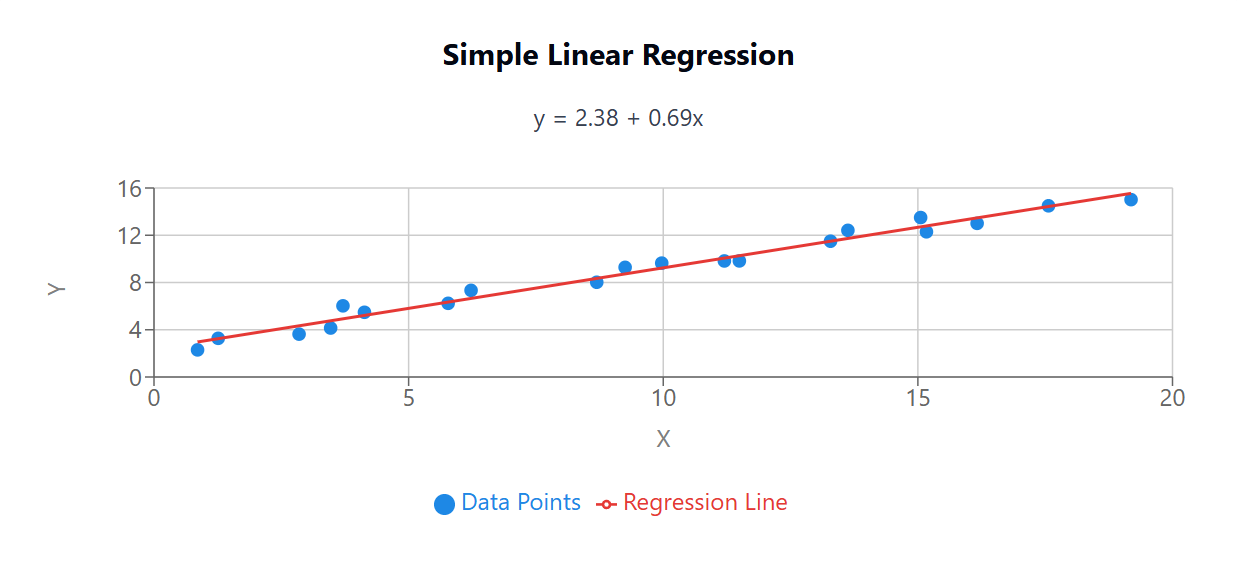 Simple Linear Regression
y = 2.38 + 0.69x
16
12
8
4
0
Y
0 5 10 15 20
X
Data Points Regression Line